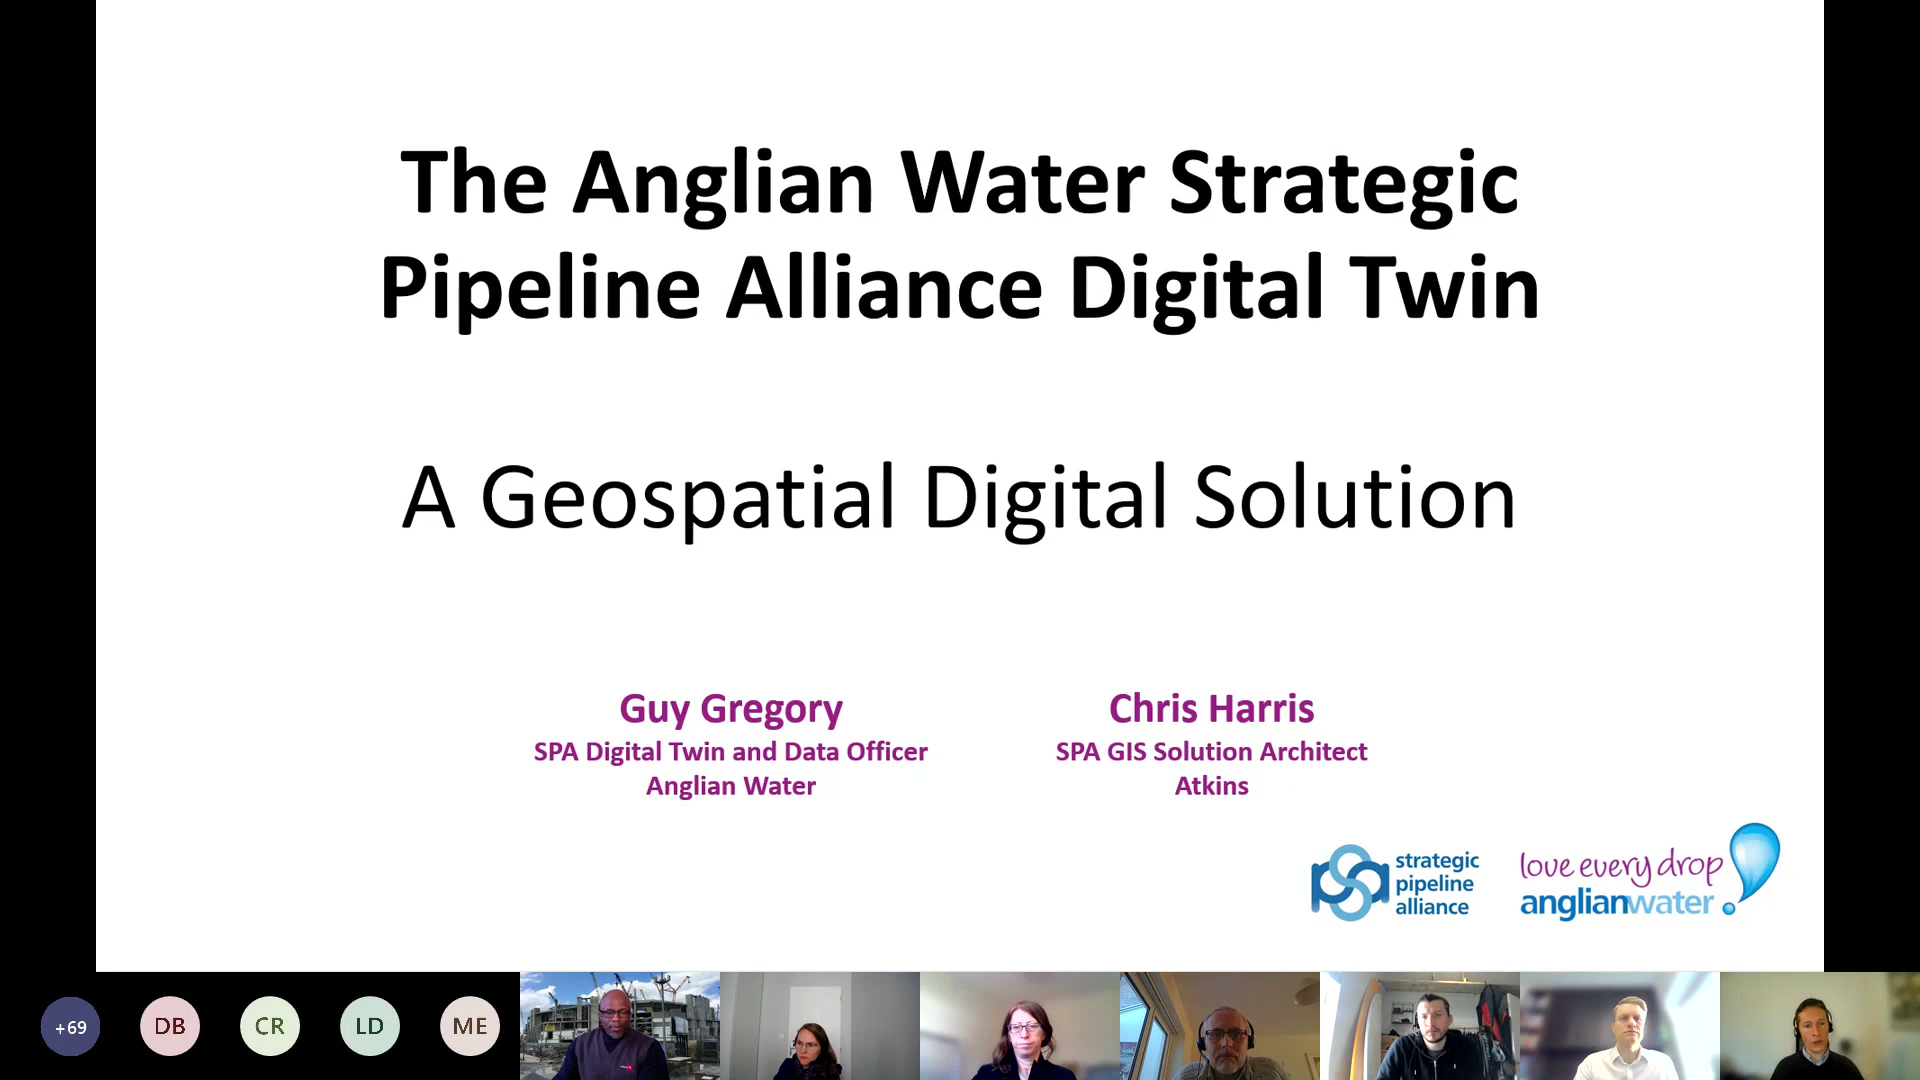 The Anglian Water Strategic
Pipeline Alliance Digital Twin
A Geospatial Digital Solution
Guy Gregory
SPA Digital Twin and Data Officer
Anglian Water
Chris Harris
SPA GIS Solution Architect
Atkins
strategic
pipeline
alliance
love every drop
anglianwater
+69
DB
CR
LD
ME